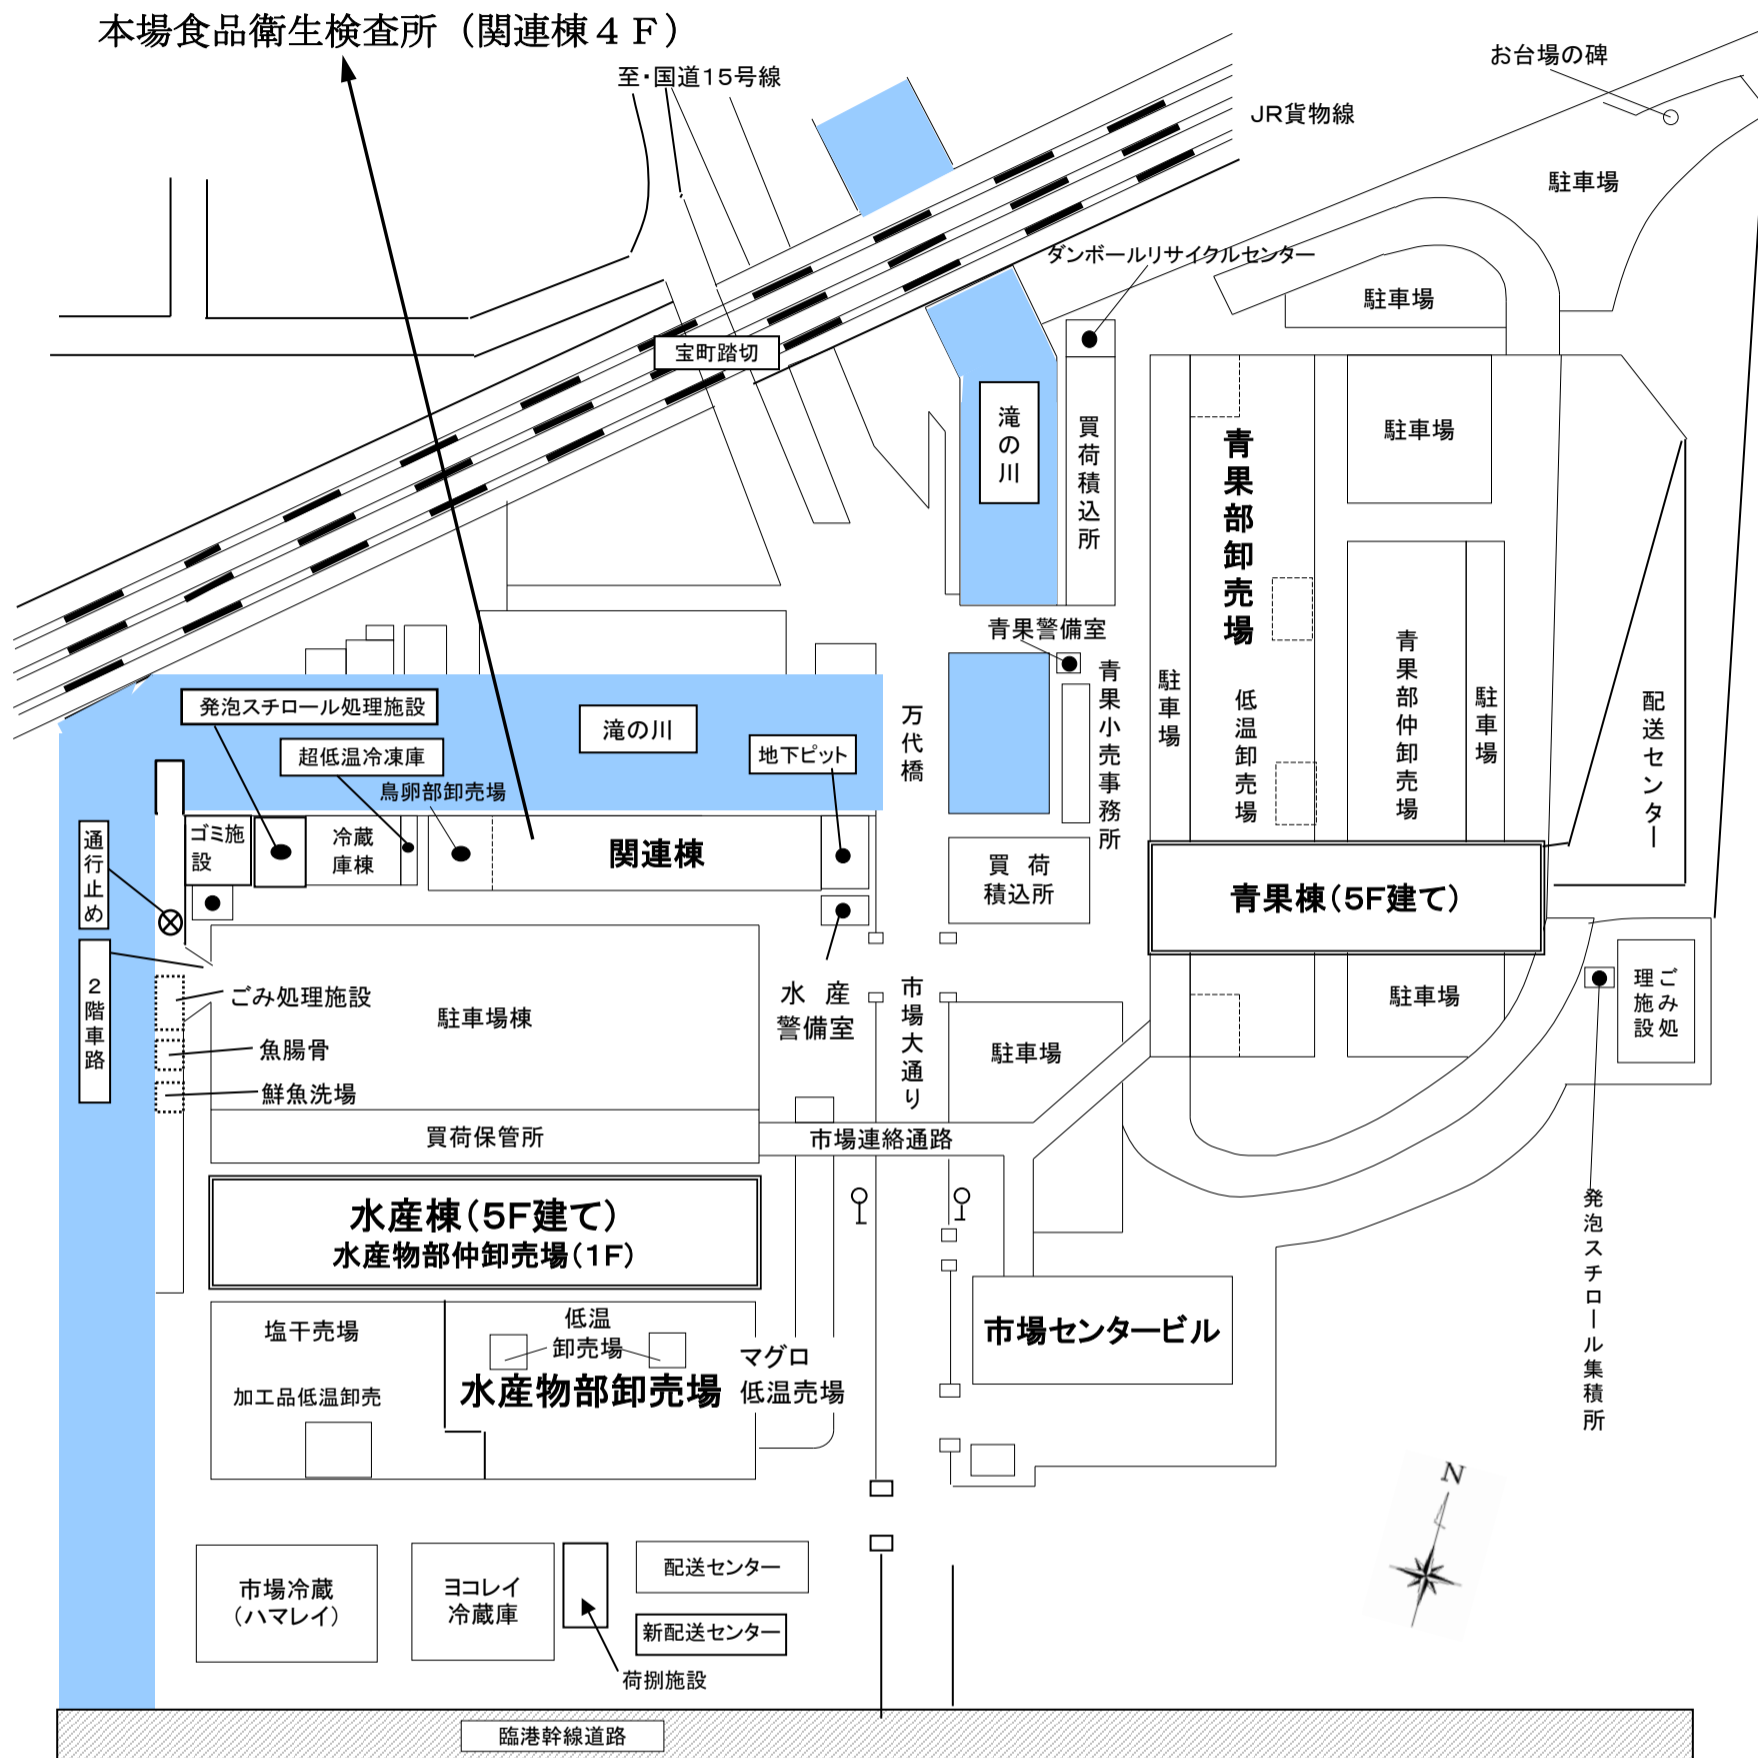 本場食品衛生検査所（関連棟４Ｆ）
至・国道15号線
お台場の碑
JR貨物線
駐車場
ダンボールリサイクルセンター
駐車場
宝町踏切
滝の川
買荷積込所
青果部卸売場
駐車場
青果警備室
青果小売事務所
駐車場
低温卸売場
青果部仲卸売場
駐車場
配送センター
発泡スチロール処理施設
滝の川
万代橋
超低温冷凍庫
地下ピット
鳥卵部卸売場
通行止め
ゴミ施
設
冷蔵
庫棟
関連棟
買 荷
積込所
青果棟（5F建て）
2階車路
ごみ処理施設
駐車場棟
水 産
警備室
市場大通り
駐車場
駐車場
ごみ処
理施設
魚腸骨
鮮魚洗場
買荷保管所
市場連絡通路
水産棟（5F建て）
水産物部仲卸売場（1F）
発泡スチロール集積所
塩干売場
低温
卸売場
市場センタービル
マグロ
低温売場
加工品低温卸売
水産物部卸売場
N
市場冷蔵
（ハマレイ）
ヨコレイ
冷蔵庫
配送センター
新配送センター
荷捌施設
臨港幹線道路